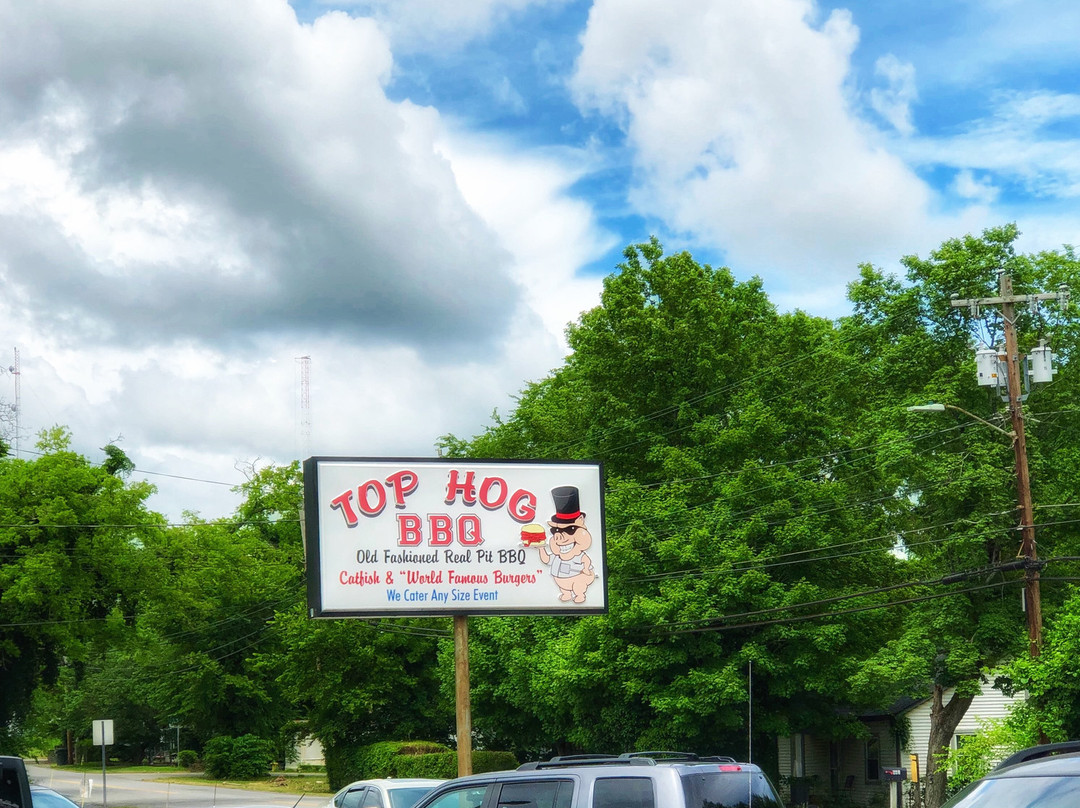 TOP HOG
BBQ
Old Fashioned Real Pit BBQ
Catfish & "World Famous Burgers"
We Cater Any Size Event